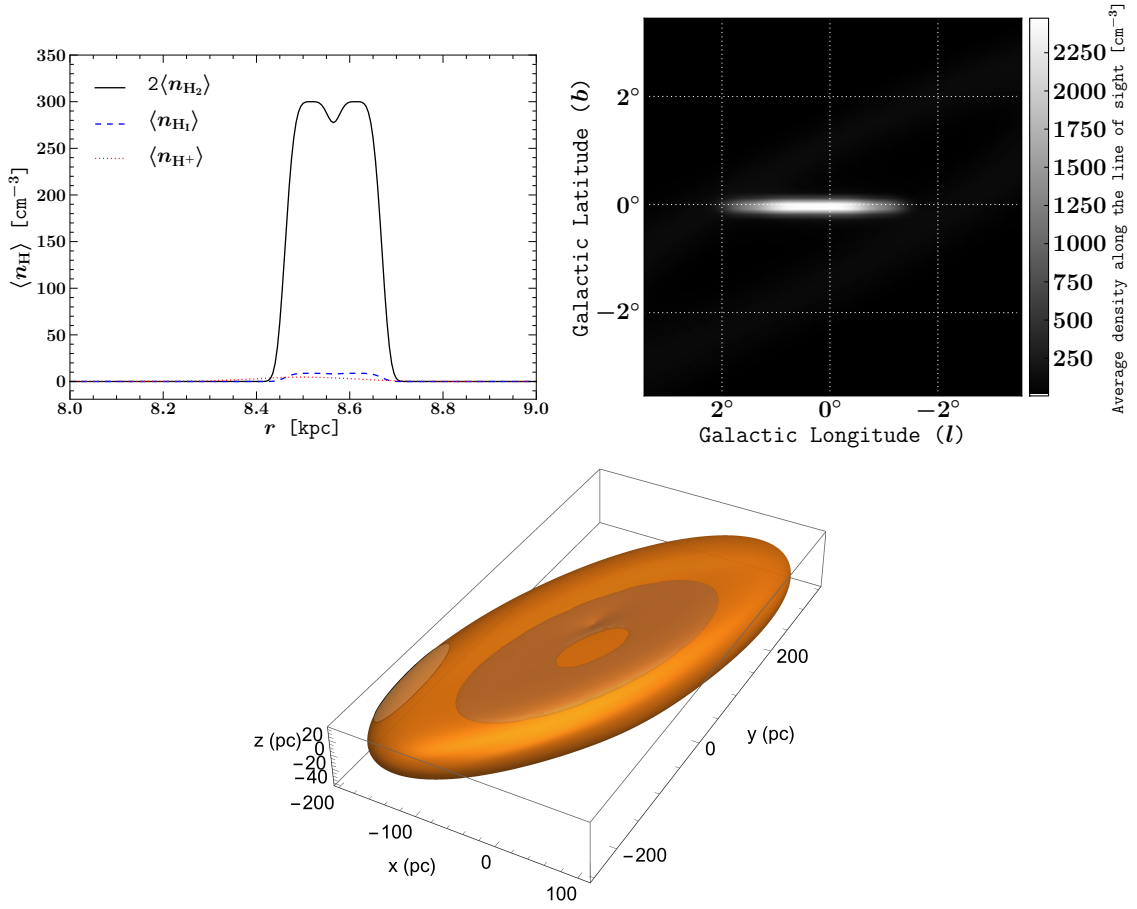 350
300
250
200
150
100
50
0
⟨n_H⟩ [cm⁻³]
2⟨n_H₂⟩
⟨n_H_I⟩
⟨n_H⁺⟩
8.0 8.2 8.4 8.6 8.8 9.0
r [kpc]
Galactic Latitude (b)
2°
0°
−2°
2° 0° −2°
Galactic Longitude (l)
2250
2000
1750
1500
1250
1000
750
500
250
Average density along the line of sight [cm⁻³]
z (pc)
20
0
−20
−40
−200
−100
0
100
x (pc)
−200
0
200
y (pc)